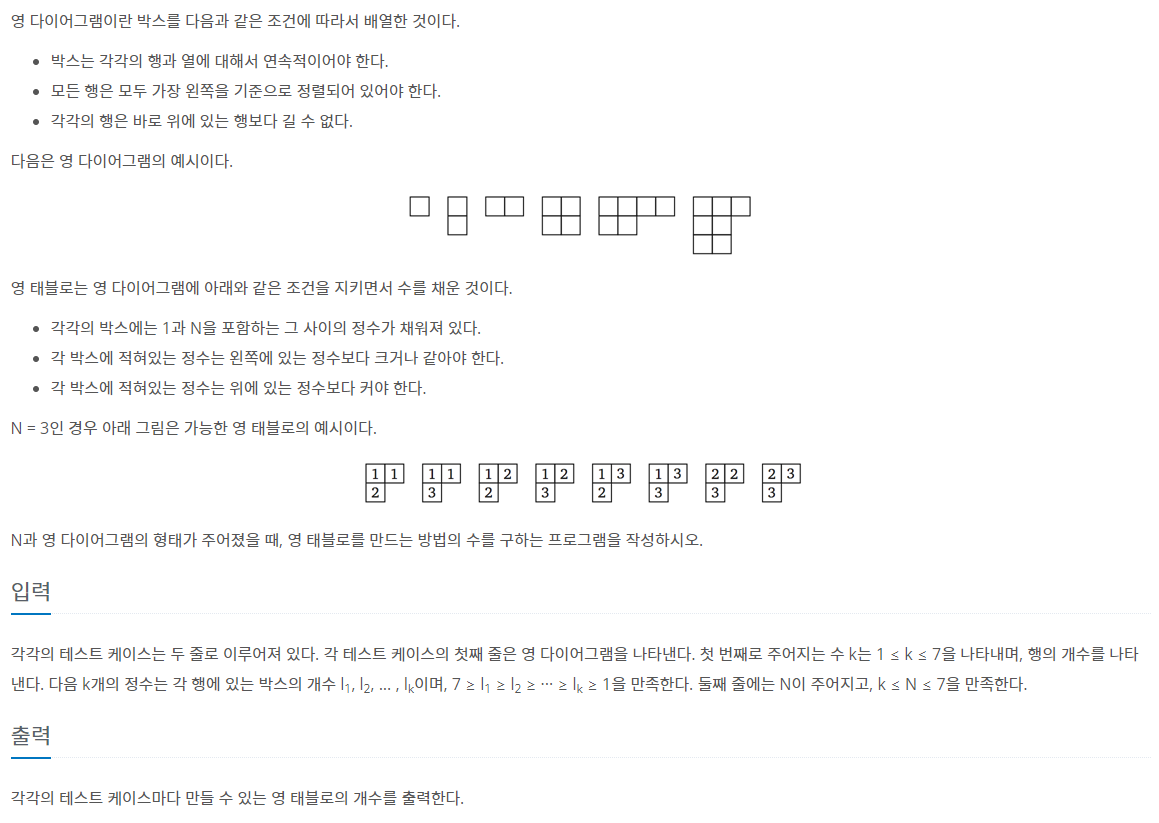 영 다이어그램이란 박스를 다음과 같은 조건에 따라서 배열한 것이다.
• 박스는 각각의 행과 열에 대해서 연속적이어야 한다.
• 모든 행은 모두 가장 왼쪽을 기준으로 정렬되어 있어야 한다.
• 각각의 행은 바로 위에 있는 행보다 길 수 없다.
다음은 영 다이어그램의 예시이다.
영 태블로는 영 다이어그램에 아래와 같은 조건을 지키면서 수를 채운 것이다.
• 각각의 박스에는 1과 N을 포함하는 그 사이의 정수가 채워져 있다.
• 각 박스에 적혀있는 정수는 왼쪽에 있는 정수보다 크거나 같아야 한다.
• 각 박스에 적혀있는 정수는 위에 있는 정수보다 커야 한다.
N = 3인 경우 아래 그림은 가능한 영 태블로의 예시이다.
1 1 1 1 1 2 1 2 1 3 1 3 2 2 2 3
2 3 2 3 2 3 3 3
N과 영 다이어그램의 형태가 주어졌을 때, 영 태블로를 만드는 방법의 수를 구하는 프로그램을 작성하시오.
입력
각각의 테스트 케이스는 두 줄로 이루어져 있다. 각 테스트 케이스의 첫째 줄은 영 다이어그램을 나타낸다. 첫 번째로 주어지는 수 k는 1 ≤ k ≤ 7을 나타내며, 행의 개수를 나타
낸다. 다음 k개의 정수는 각 행에 있는 박스의 개수 l₁, l₂, ... , lₖ이며, 7 ≥ l₁ ≥ l₂ ≥ ··· ≥ lₖ ≥ 1을 만족한다. 둘째 줄에는 N이 주어지고, k ≤ N ≤ 7을 만족한다.
출력
각각의 테스트 케이스마다 만들 수 있는 영 태블로의 개수를 출력한다.